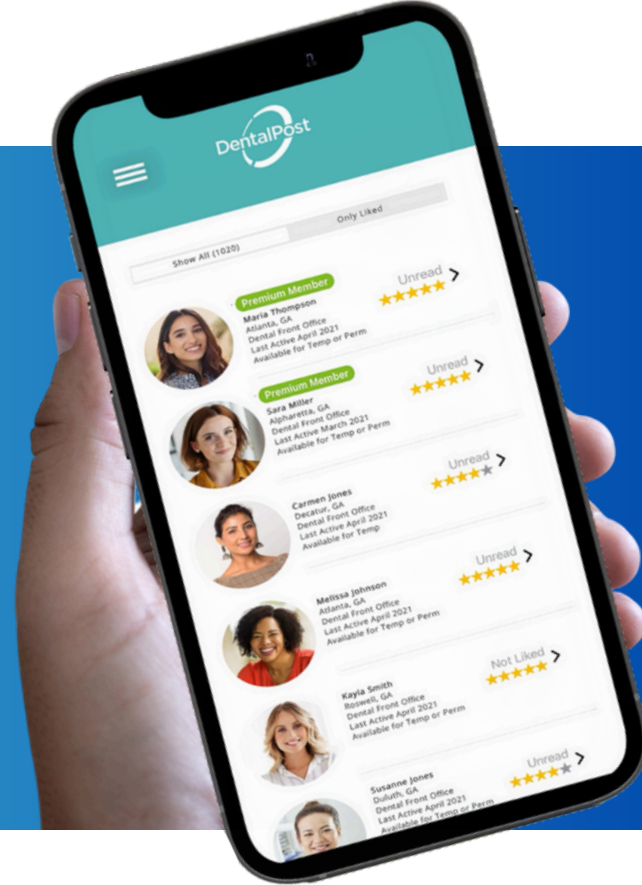 DentalPost
Show All (1020)
Only Liked
Premium Member
Maria Thompson
Atlanta, GA
Dental Front Office
Last Active April 2021
Available for Temp or Perm
Unread
Premium Member
Sara Miller
Alpharetta, GA
Dental Front Office
Last Active March 2021
Available for Temp or Perm
Unread
Carmen Jones
Decatur, GA
Dental Front Office
Last Active April 2021
Available for Temp
Unread
Melissa Johnson
Atlanta, GA
Dental Front Office
Last Active April 2021
Available for Temp or Perm
Unread
Kayla Smith
Roswell, GA
Dental Front Office
Last Active April 2021
Available for Temp or Perm
Not Liked
Susanne Jones
Duluth, GA
Dental Front Office
Last Active April 2021
Available for Temp or Perm
Unread